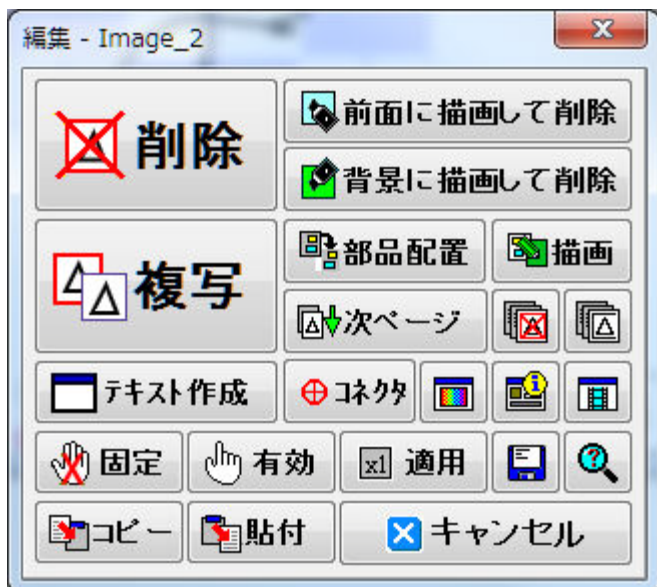 編集 - Image_2
削除
前面に描画して削除
背景に描画して削除
複写
部品配置
描画
次ページ
テキスト作成
コネクタ
固定
有効
x1 適用
コピー
貼付
キャンセル